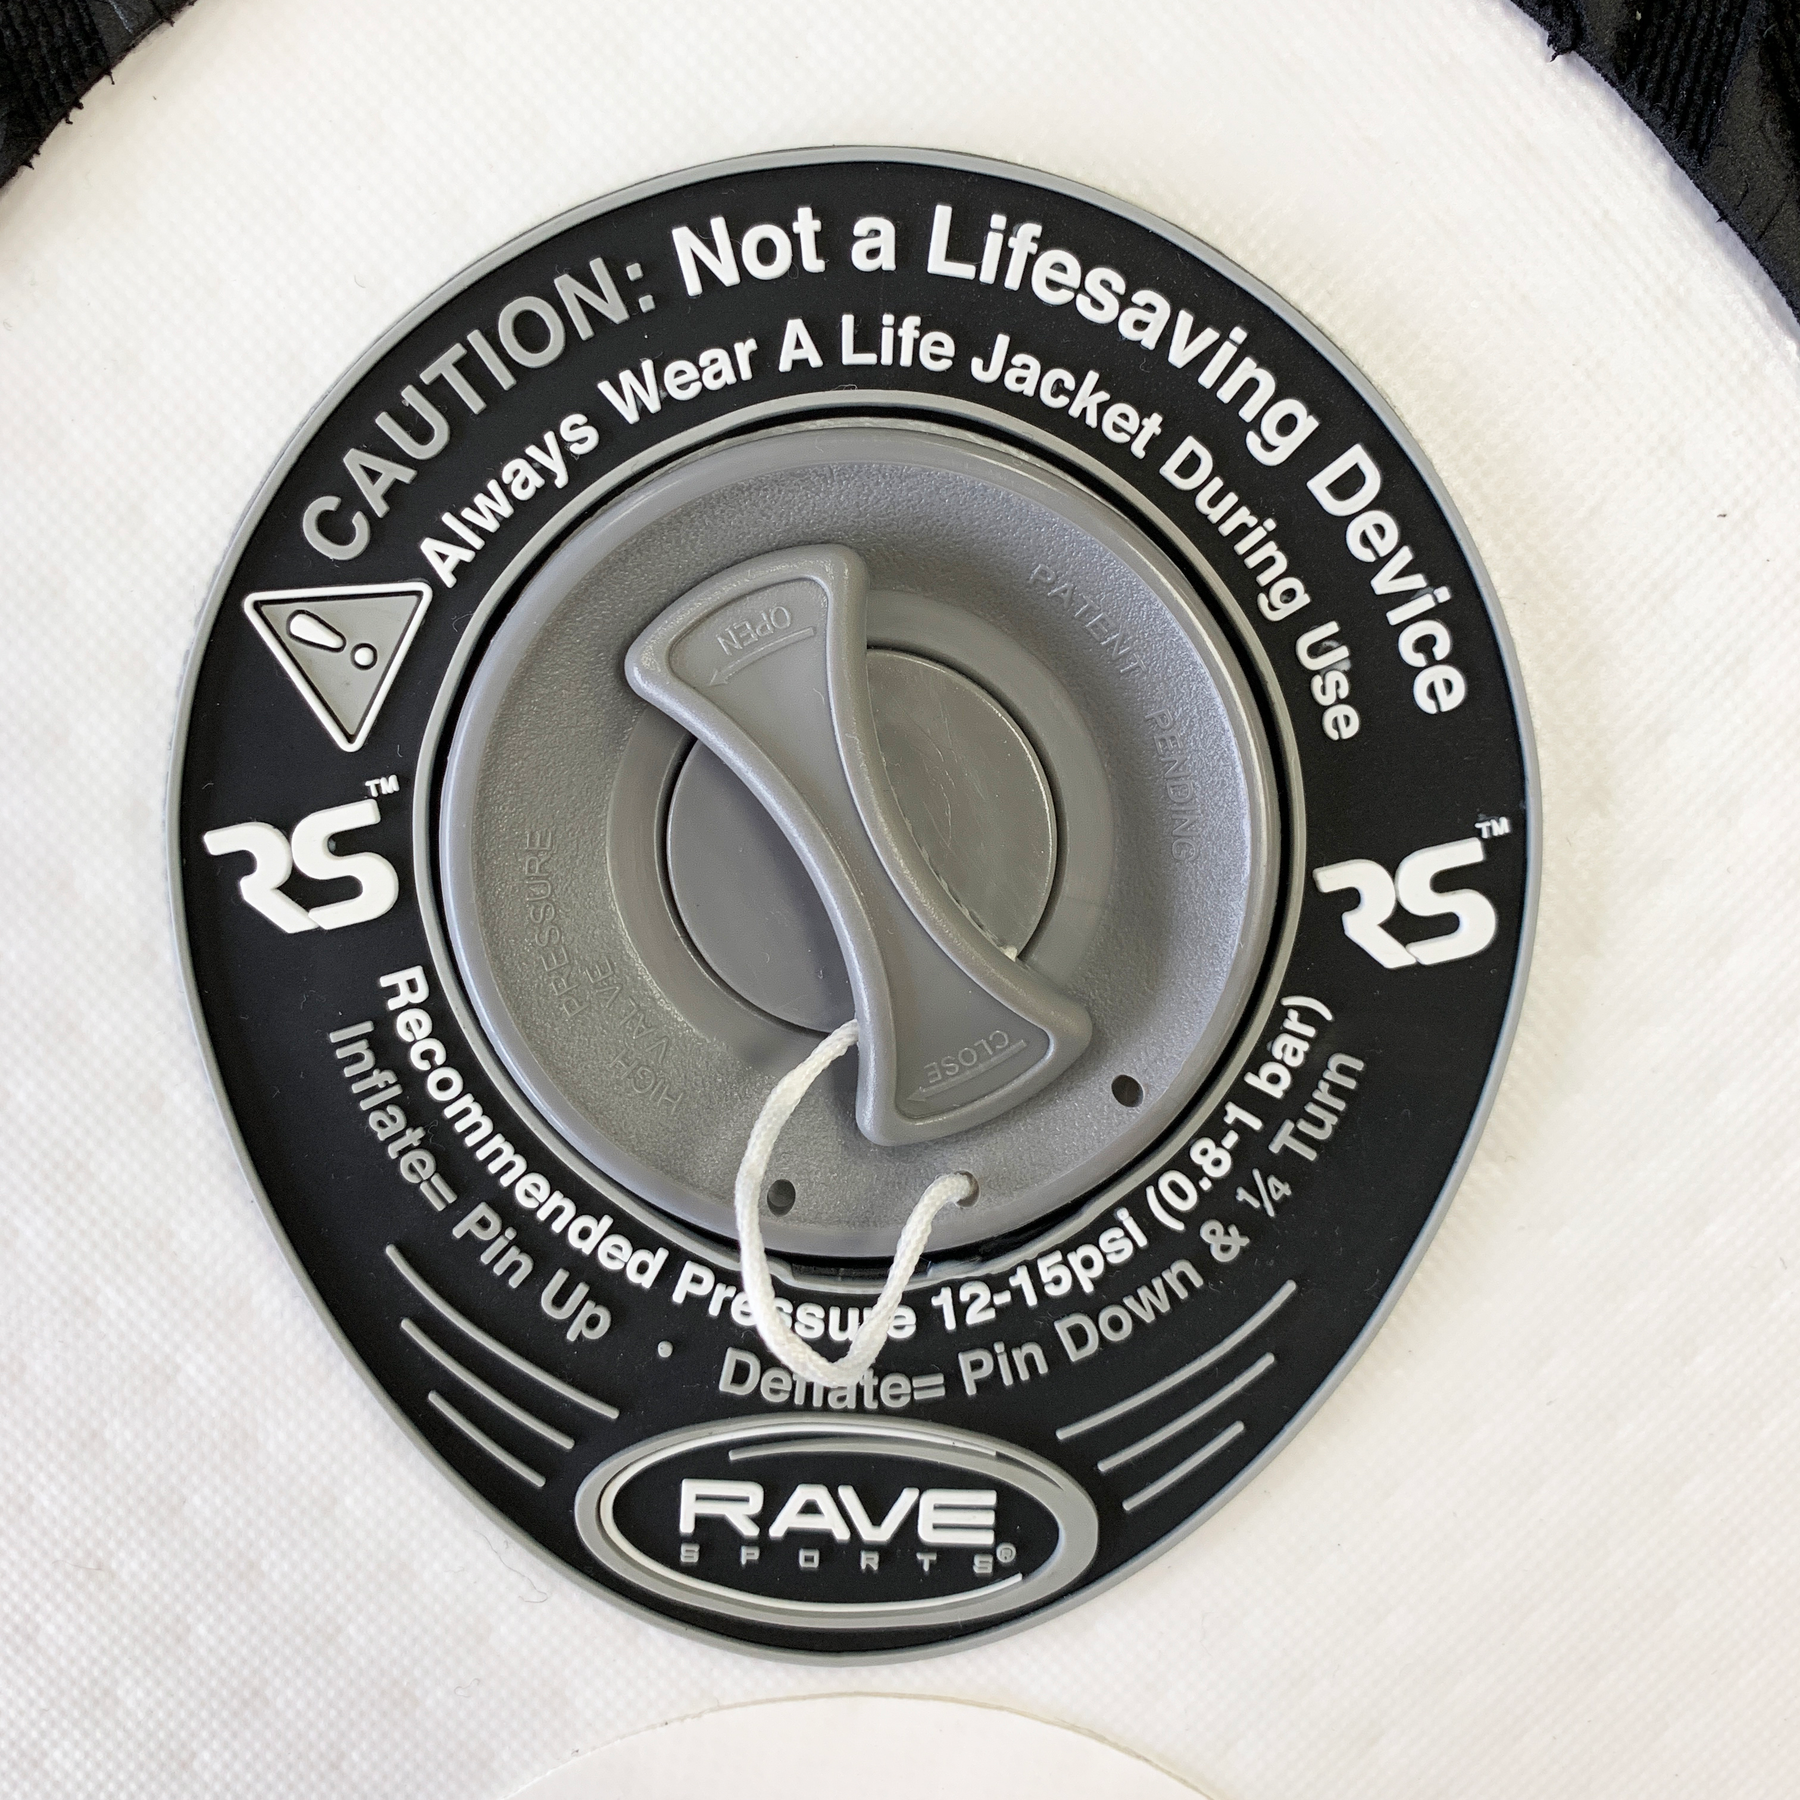 CAUTION: Not a Lifesaving Device
Always Wear A Life Jacket During Use
RS™
RS™
OPEN
CLOSE
PATENT PENDING
HIGH PRESSURE
VALVE
Recommended Pressure 12-15psi (0.8-1 bar)
Inflate= Pin Up • Deflate= Pin Down & ¼ Turn
RAVE
SPORTS®